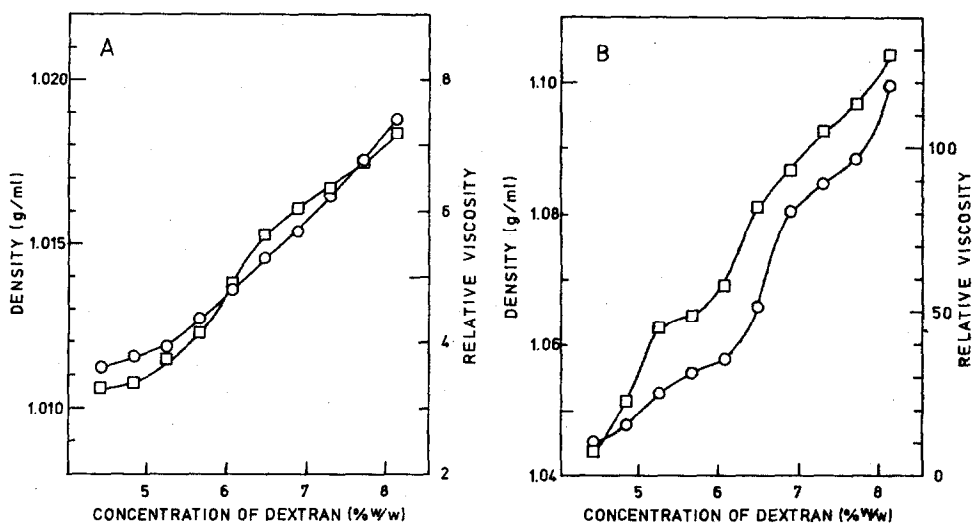 A
1.020
1.015
1.010
DENSITY (g/ml)
8
6
4
2
RELATIVE VISCOSITY
5 6 7 8
CONCENTRATION OF DEXTRAN (% w/w)
B
1.10
1.08
1.06
1.04
DENSITY (g/ml)
100
50
0
RELATIVE VISCOSITY
5 6 7 8
CONCENTRATION OF DEXTRAN (% w/w)